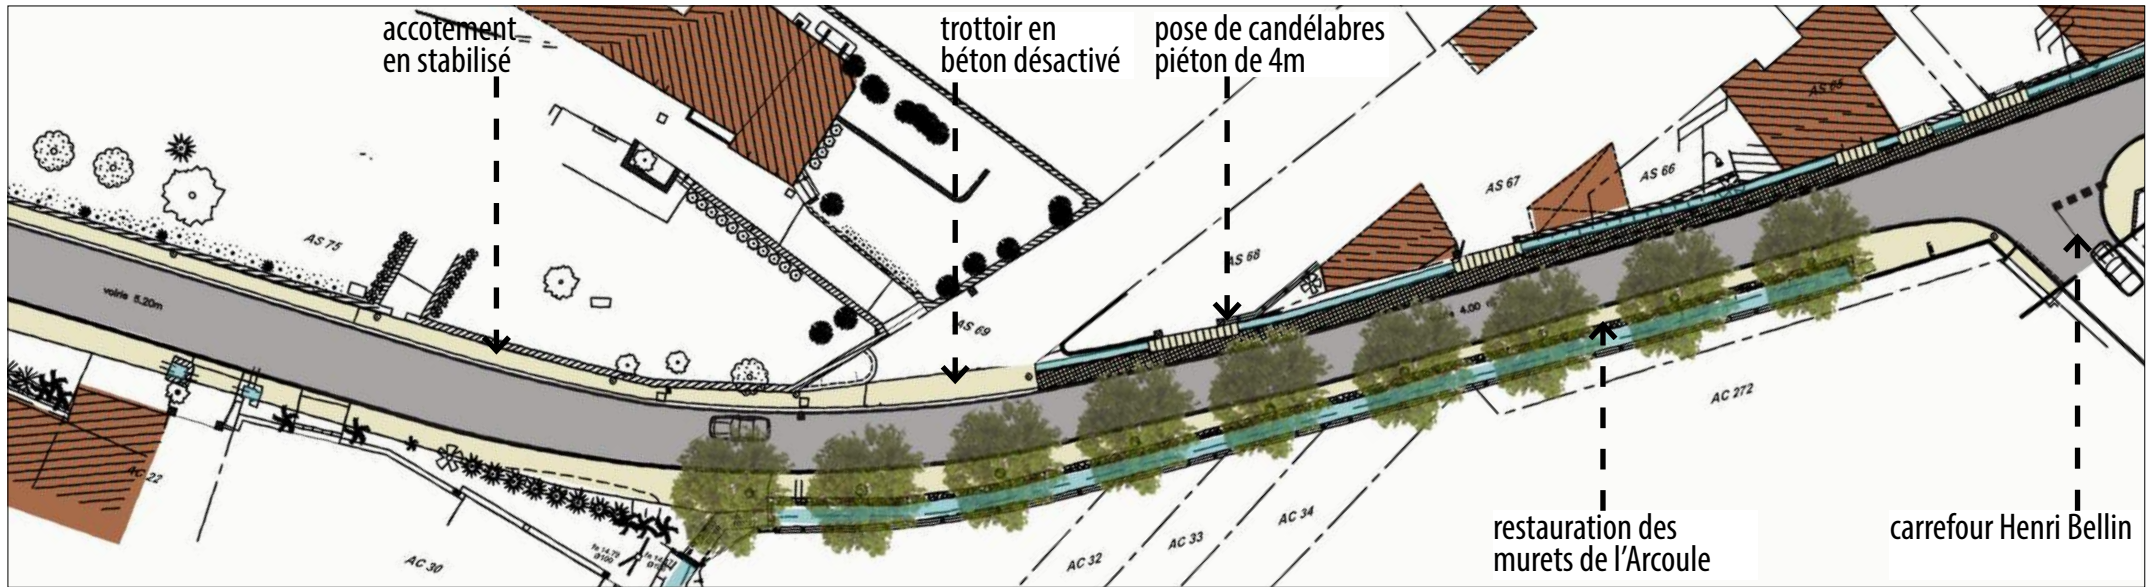 accotement
en stabilisé
trottoir en
béton désactivé
pose de candélabres
piéton de 4m
AS 65
AS 66
AS 67
AS 68
AS 75
AS 69
voirie 5.20m
4.00
AC 272
AC 22
AC 34
AC 33
AC 32
AC 30
restauration des
murets de l'Arcoule
carrefour Henri Bellin